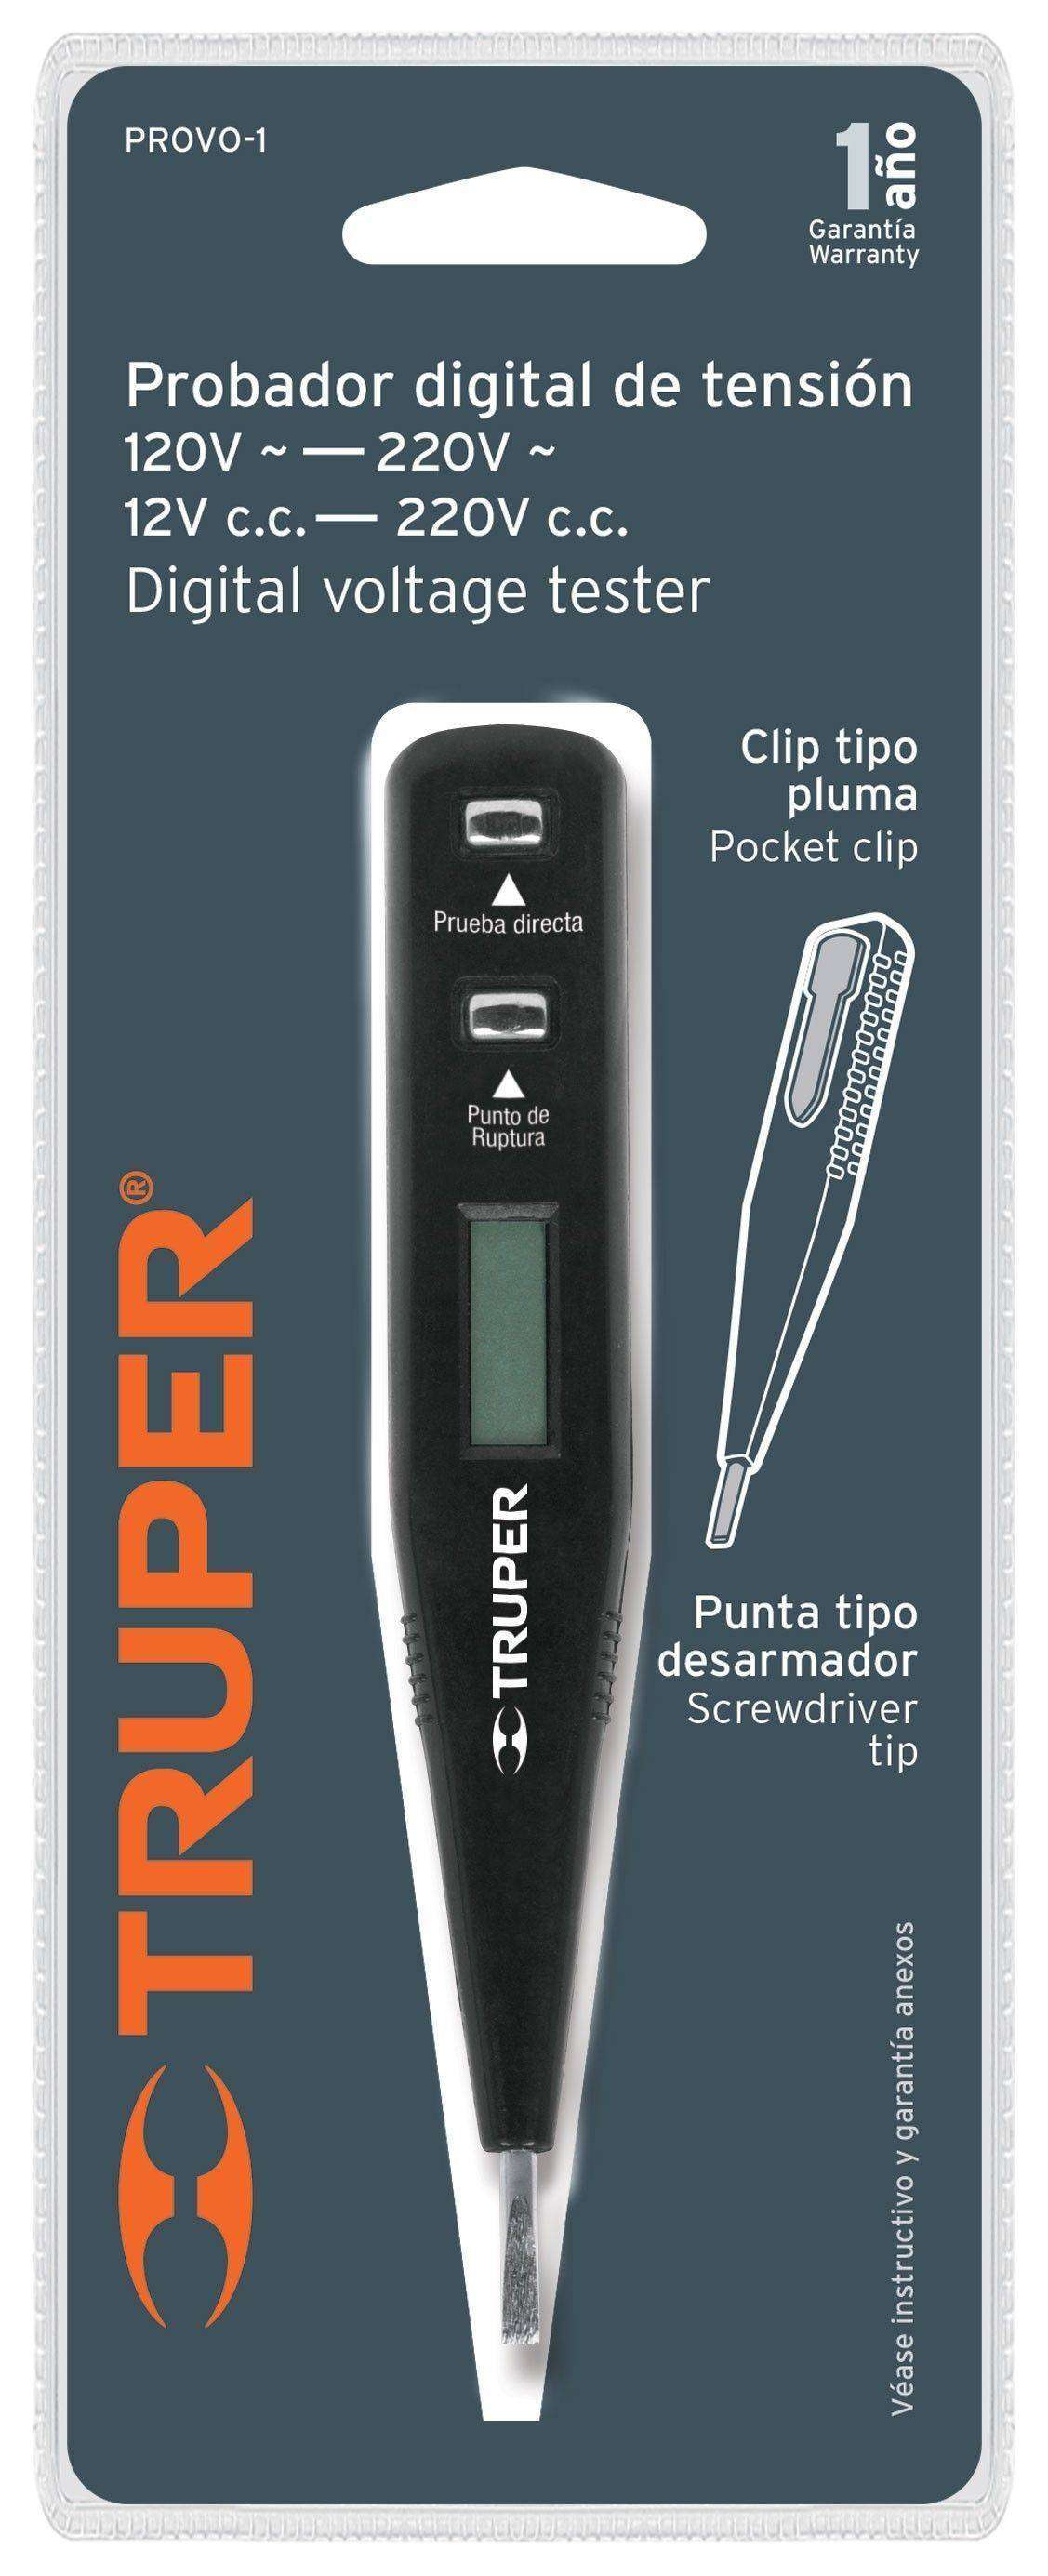 PROVO-1
1 año
Garantía
Warranty
Probador digital de tensión
120V ~ — 220V ~
12V c.c. — 220V c.c.
Digital voltage tester
Clip tipo
pluma
Pocket clip
Prueba directa
Punto de
Ruptura
TRUPER
TRUPER®
Punta tipo
desarmador
Screwdriver
tip
Véase instructivo y garantía anexos